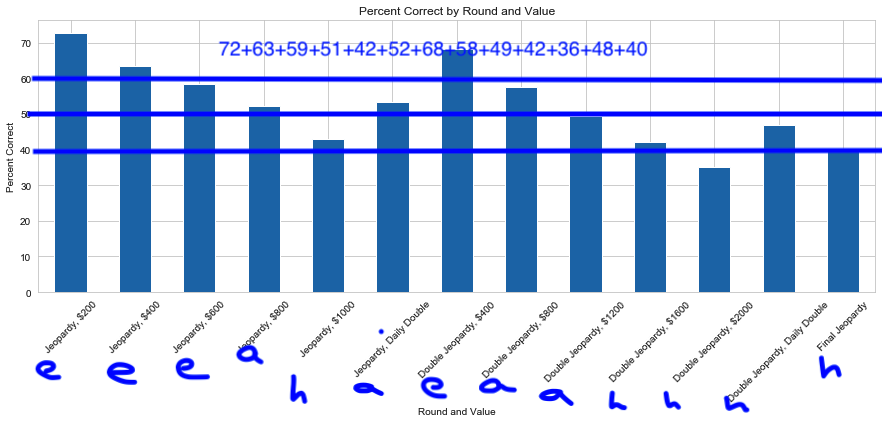 Percent Correct by Round and Value
72+63+59+51+42+52+68+58+49+42+36+48+40
70
60
50
40
30
20
10
0
Percent Correct
Jeopardy, $200
Jeopardy, $400
Jeopardy, $600
Jeopardy, $800
Jeopardy, $1000
Jeopardy, Daily Double
Double Jeopardy, $400
Double Jeopardy, $800
Double Jeopardy, $1200
Double Jeopardy, $1600
Double Jeopardy, $2000
Double Jeopardy, Daily Double
Final Jeopardy
e e e a h a e a a h h h h
Round and Value